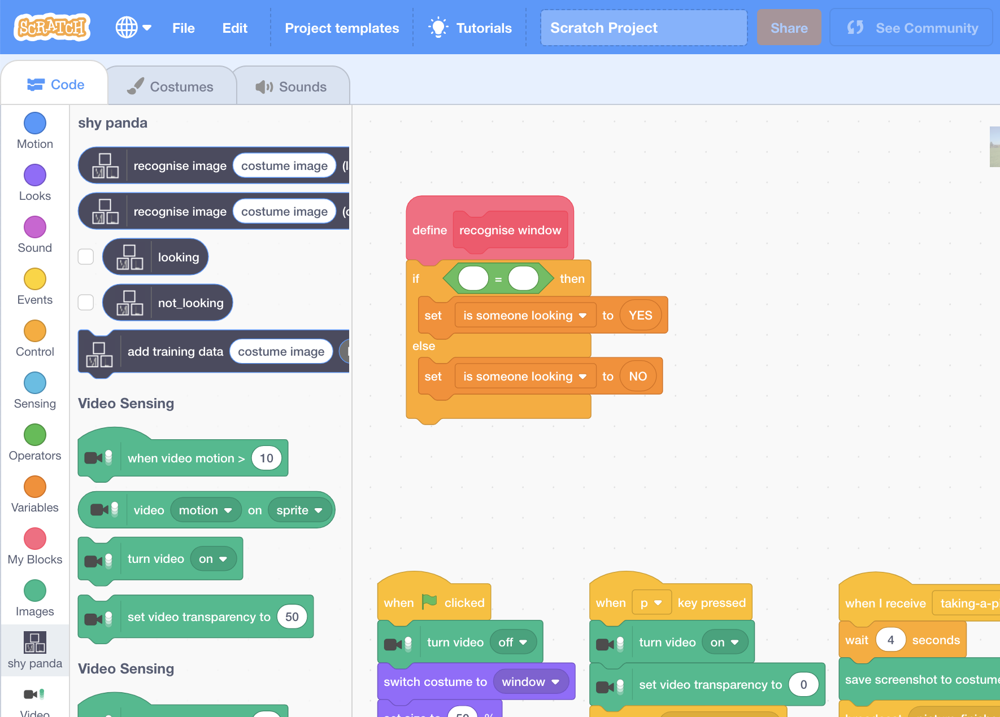 SCRATCH File Edit Project templates Tutorials Scratch Project Share See Community
Code Costumes Sounds
Motion
Looks
Sound
Events
Control
Sensing
Operators
Variables
My Blocks
Images
shy panda
Video
shy panda
recognise image costume image
recognise image costume image
looking
not_looking
add training data costume image
Video Sensing
when video motion > 10
video motion on sprite
turn video on
set video transparency to 50
Video Sensing
define recognise window
if = then
set is someone looking to YES
else
set is someone looking to NO
when clicked
turn video off
switch costume to window
set size to 50 %
when p key pressed
turn video on
set video transparency to 0
when I receive
wait 4 seconds
save screenshot to